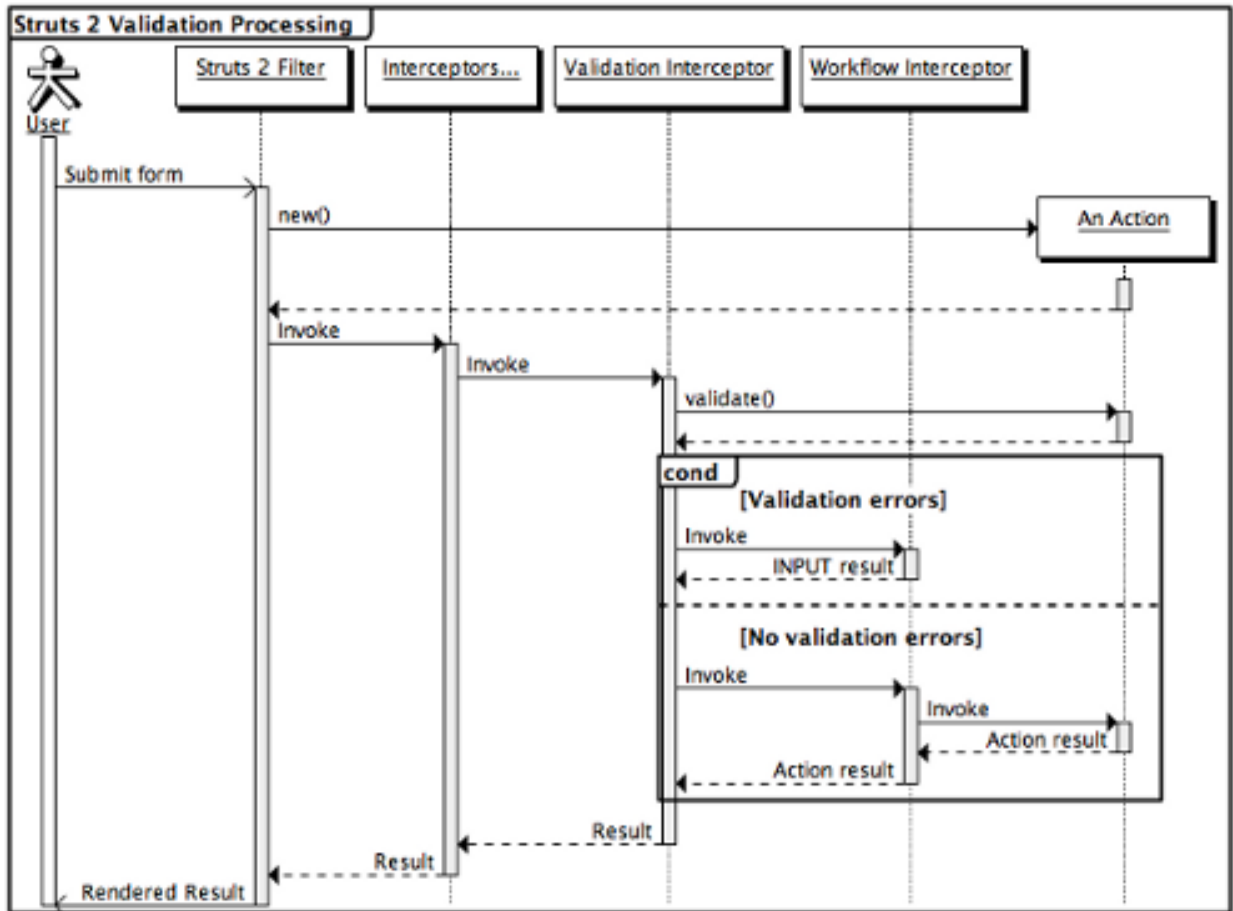 Struts 2 Validation Processing
User
Struts 2 Filter
Interceptors...
Validation Interceptor
Workflow Interceptor
Submit form
new()
An Action
Invoke
Invoke
validate()
cond
[Validation errors]
Invoke
INPUT result
[No validation errors]
Invoke
Invoke
Action result
Action result
Result
Result
Rendered Result